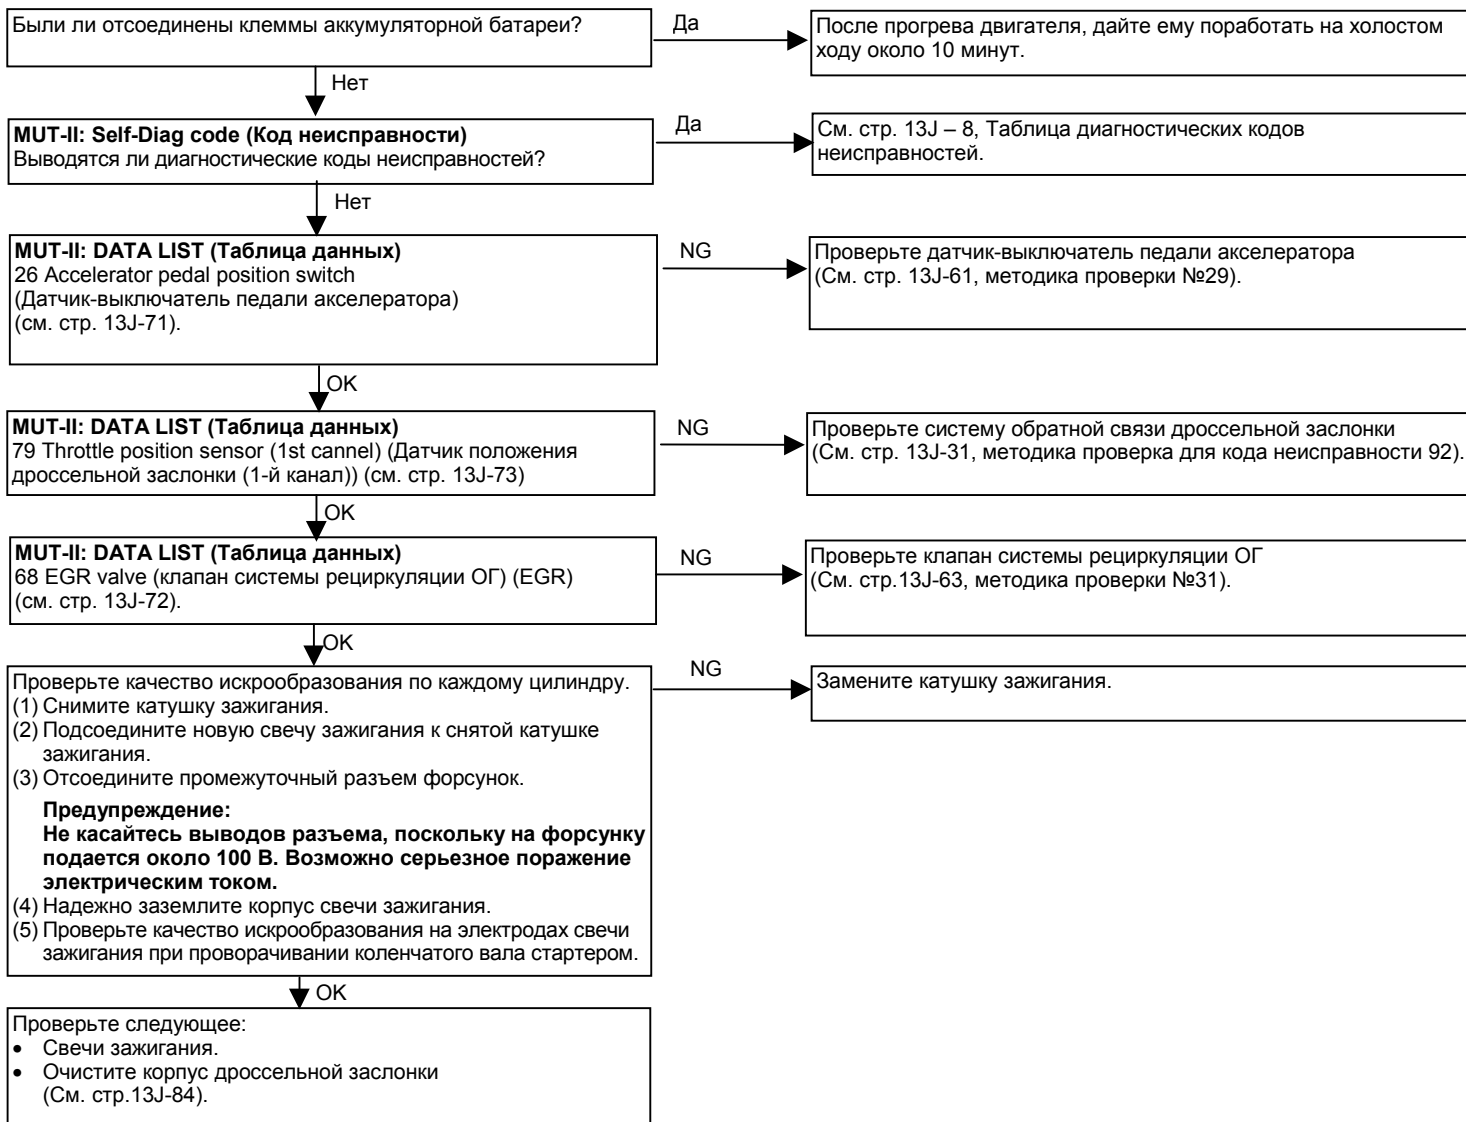 Были ли отсоединены клеммы аккумуляторной батареи?
Да
После прогрева двигателя, дайте ему поработать на холостом
ходу около 10 минут.
Нет
MUT-II: Self-Diag code (Код неисправности)
Выводятся ли диагностические коды неисправностей?
Да
См. стр. 13J – 8, Таблица диагностических кодов
неисправностей.
Нет
MUT-II: DATA LIST (Таблица данных)
26 Accelerator pedal position switch
(Датчик-выключатель педали акселератора)
(см. стр. 13J-71).
NG
Проверьте датчик-выключатель педали акселератора
(См. стр. 13J-61, методика проверки №29).
OK
MUT-II: DATA LIST (Таблица данных)
79 Throttle position sensor (1st cannel) (Датчик положения
дроссельной заслонки (1-й канал)) (см. стр. 13J-73)
NG
Проверьте систему обратной связи дроссельной заслонки
(См. стр. 13J-31, методика проверка для кода неисправности 92).
OK
MUT-II: DATA LIST (Таблица данных)
68 EGR valve (клапан системы рециркуляции ОГ) (EGR)
(см. стр. 13J-72).
NG
Проверьте клапан системы рециркуляции ОГ
(См. стр.13J-63, методика проверки №31).
OK
Проверьте качество искрообразования по каждому цилиндру.
(1) Снимите катушку зажигания.
(2) Подсоедините новую свечу зажигания к снятой катушке
зажигания.
(3) Отсоедините промежуточный разъем форсунок.
Предупреждение:
Не касайтесь выводов разъема, поскольку на форсунку
подается около 100 В. Возможно серьезное поражение
электрическим током.
(4) Надежно заземлите корпус свечи зажигания.
(5) Проверьте качество искрообразования на электродах свечи
зажигания при проворачивании коленчатого вала стартером.
NG
Замените катушку зажигания.
OK
Проверьте следующее:
• Свечи зажигания.
• Очистите корпус дроссельной заслонки
(См. стр.13J-84).